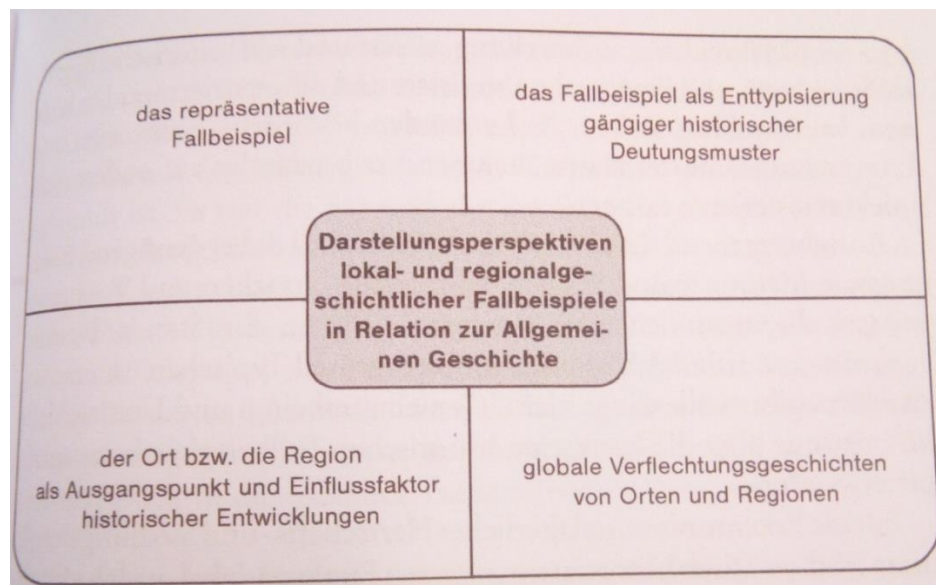 das repräsentative
Fallbeispiel
das Fallbeispiel als Enttypisierung
gängiger historischer
Deutungsmuster
Darstellungsperspektiven
lokal- und regionalge-
schichtlicher Fallbeispiele
in Relation zur Allgemei-
nen Geschichte
der Ort bzw. die Region
als Ausgangspunkt und Einflussfaktor
historischer Entwicklungen
globale Verflechtungsgeschichten
von Orten und Regionen